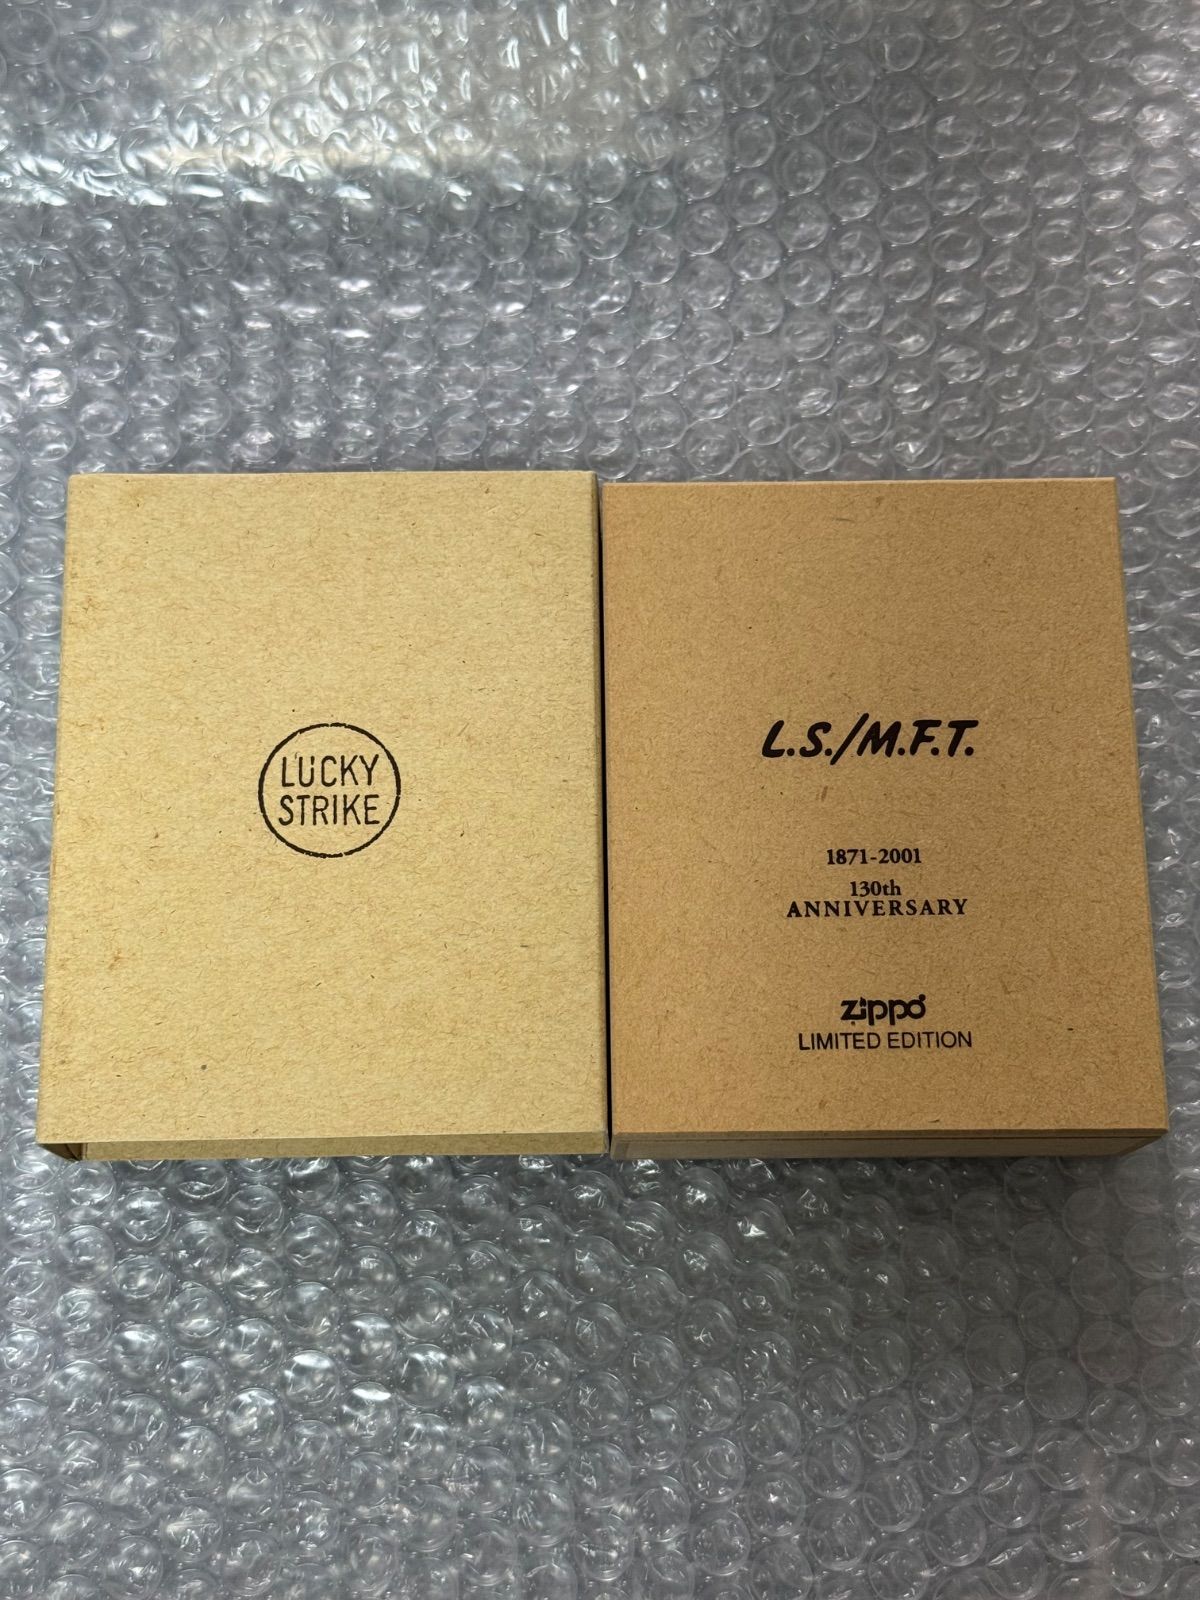 LUCKY
STRIKE
L.S./M.F.T.
1871-2001
130th
ANNIVERSARY
zippo
LIMITED EDITION